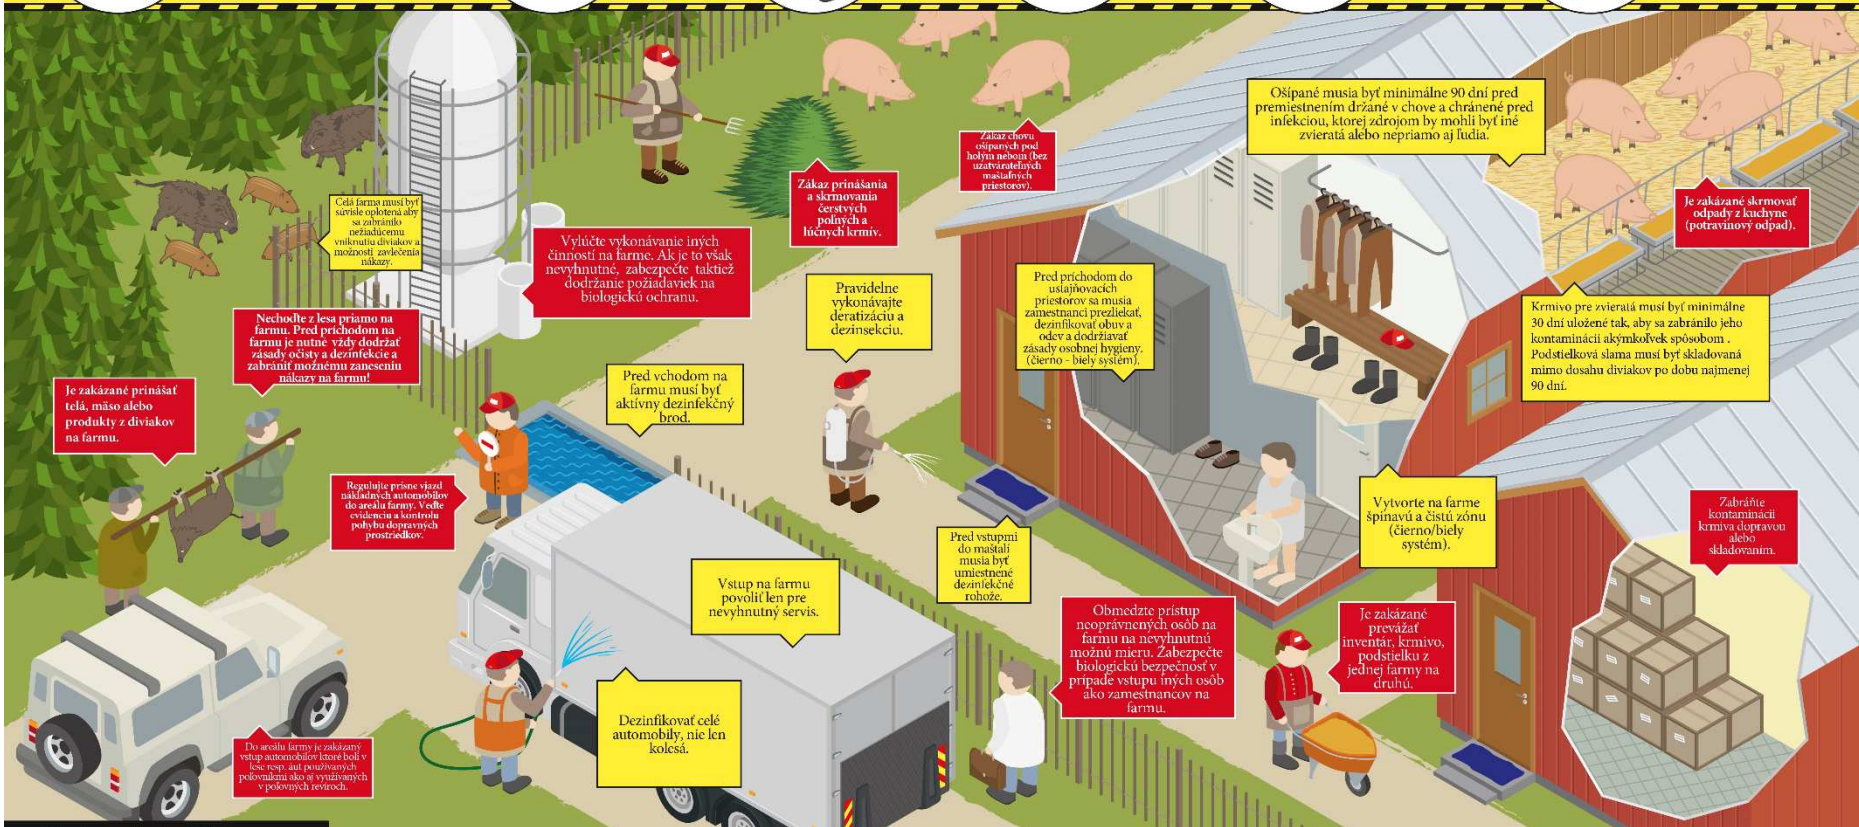 Ošípané musia byť minimálne 90 dní pred
premiestnením držané v chove a chránené pred
infekciou, ktorej zdrojom by mohli byť iné
zvieratá alebo nepriamo aj ľudia.
Zákaz chovu
ošípaných pod
holým nebom (bez
uzatvárateľných
maštaľných
priestorov).
Zákaz prinášania
a skrmovania
čerstvých
poľných a
lúčnych krmív.
Je zakázané skrmovať
odpady z kuchyne
(potravinový odpad).
Celá farma musí byť
súvisle oplotená aby
sa zabránilo
nežiadúcemu
vniknutiu diviakov a
možnosti zavlečenia
nákazy.
Vylúčte vykonávanie iných
činností na farme. Ak je to však
nevyhnutné, zabezpečte taktiež
dodržanie požiadaviek na
biologickú ochranu.
Pravidelne
vykonávajte
deratizáciu a
dezinsekciu.
Pred príchodom do
ustajňovacích
priestorov sa musia
zamestnanci prezliekať,
dezinfikovať obuv a
odev a dodržiavať
zásady osobnej hygieny.
(čierno - biely systém).
Krmivo pre zvieratá musí byť minimálne
30 dní uložené tak, aby sa zabránilo jeho
kontaminácii akýmkoľvek spôsobom .
Podstielková slama musí byť skladovaná
mimo dosahu diviakov po dobu najmenej
90 dní.
Nechoďte z lesa priamo na
farmu. Pred príchodom na
farmu je nutné vždy dodržať
zásady očisty a dezinfekcie a
zabrániť možnému zaneseniu
nákazy na farmu!
Je zakázané prinášať
telá, mäso alebo
produkty z diviakov
na farmu.
Pred vchodom na
farmu musí byť
aktívny dezinfekčný
brod.
Regulujte prísne vjazd
nákladných automobilov
do areálu farmy. Veďte
evidenciu a kontrolu
pohybu dopravných
prostriedkov.
Vytvorte na farme
špinavú a čistú zónu
(čierno/biely
systém).
Zabráňte
kontaminácii
krmiva dopravou
alebo
skladovaním.
Pred vstupmi
do maštalí
musia byť
umiestnené
dezinfekčné
rohože.
Vstup na farmu
povoliť len pre
nevyhnutný servis.
Obmedzte prístup
neoprávnených osôb na
farmu na nevyhnutnú
možnú mieru. Zabezpečte
biologickú bezpečnosť v
prípade vstupu iných osôb
ako zamestnancov na
farmu.
Je zakázané
prevážať
inventár, krmivo,
podstielku z
jednej farmy na
druhú.
Dezinfikovať celé
automobily, nie len
kolesá.
Do areálu farmy je zakázaný
vstup automobilov ktoré boli v
lese resp. áut používaných
poľovníkmi ako aj využívaných
v poľovných revíroch.